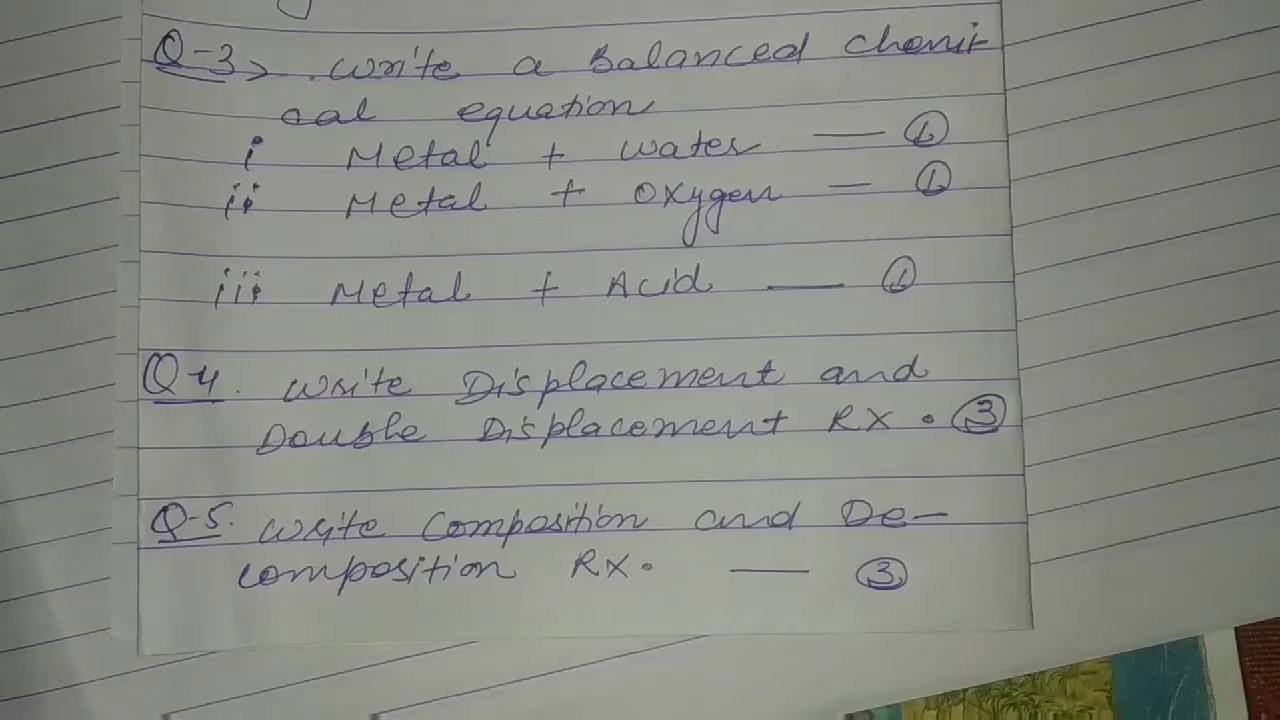 Q-3> . Write a Balanced chemi
cal equation
i Metal + water — ①
ii Metal + Oxygen — ①
iii Metal + Acid — ①
Q 4. Write Displacement and
Double Displacement RX . ③
Q-5. Write Composition and De-
composition RX. — ③